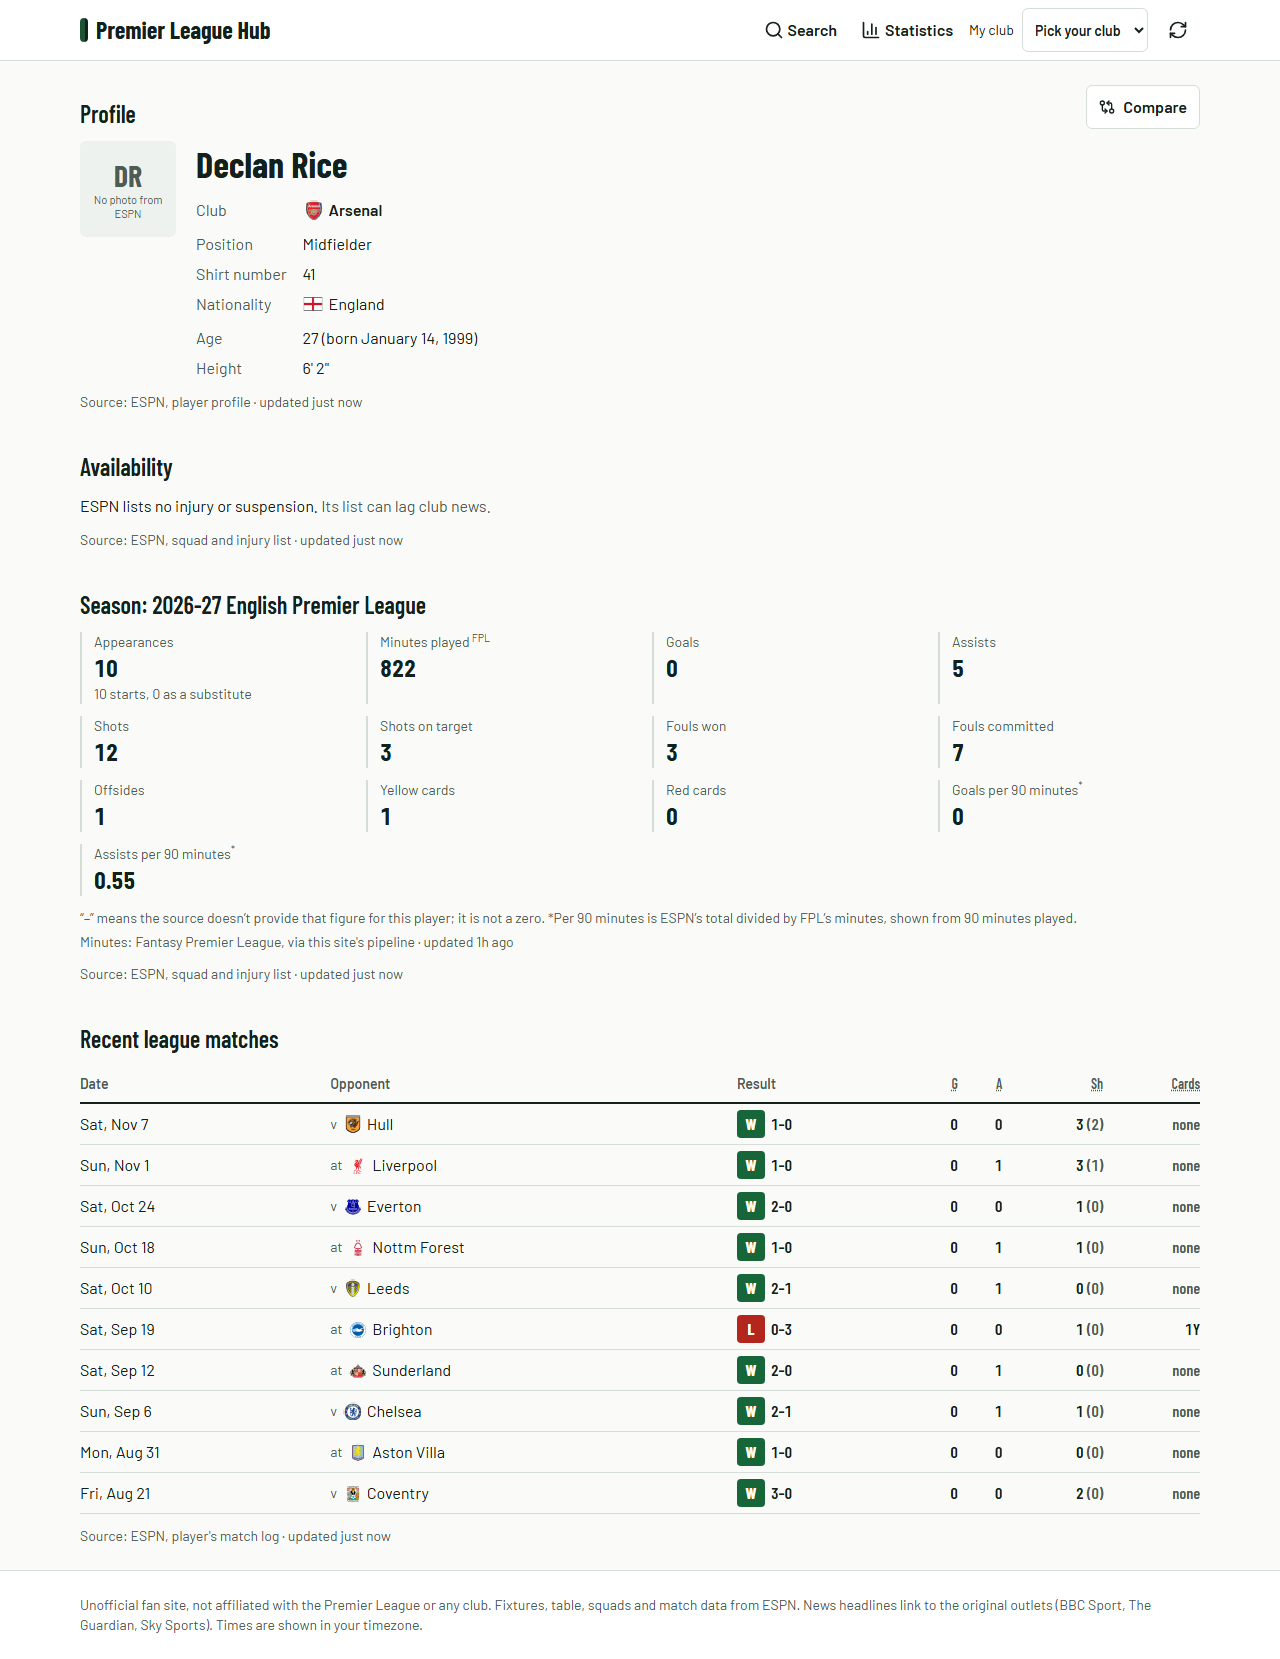 Premier League Hub
Search Statistics My club Pick your club
Profile
Compare
DR
No photo from
ESPN
Declan Rice
Club Arsenal
Position Midfielder
Shirt number 41
Nationality England
Age 27 (born January 14, 1999)
Height 6' 2"
Source: ESPN, player profile · updated just now
Availability
ESPN lists no injury or suspension. Its list can lag club news.
Source: ESPN, squad and injury list · updated just now
Season: 2026-27 English Premier League
Appearances Minutes played FPL Goals Assists
10 822 0 5
10 starts, 0 as a substitute
Shots Shots on target Fouls won Fouls committed
12 3 3 7
Offsides Yellow cards Red cards Goals per 90 minutes*
1 1 0 0
Assists per 90 minutes*
0.55
“–” means the source doesn’t provide that figure for this player; it is not a zero. *Per 90 minutes is ESPN’s total divided by FPL’s minutes, shown from 90 minutes played.
Minutes: Fantasy Premier League, via this site's pipeline · updated 1h ago
Source: ESPN, squad and injury list · updated just now
Recent league matches
Date Opponent Result G A Sh Cards
Sat, Nov 7 v Hull W 1-0 0 0 3 (2) none
Sun, Nov 1 at Liverpool W 1-0 0 1 3 (1) none
Sat, Oct 24 v Everton W 2-0 0 0 1 (0) none
Sun, Oct 18 at Nottm Forest W 1-0 0 1 1 (0) none
Sat, Oct 10 v Leeds W 2-1 0 1 0 (0) none
Sat, Sep 19 at Brighton L 0-3 0 0 1 (0) 1Y
Sat, Sep 12 at Sunderland W 2-0 0 1 0 (0) none
Sun, Sep 6 v Chelsea W 2-1 0 1 1 (0) none
Mon, Aug 31 at Aston Villa W 1-0 0 0 0 (0) none
Fri, Aug 21 v Coventry W 3-0 0 0 2 (0) none
Source: ESPN, player's match log · updated just now
Unofficial fan site, not affiliated with the Premier League or any club. Fixtures, table, squads and match data from ESPN. News headlines link to the original outlets (BBC Sport, The
Guardian, Sky Sports). Times are shown in your timezone.